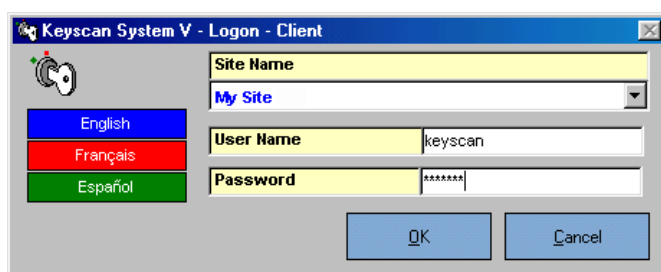 Keyscan System V - Logon - Client
Site Name
My Site
English
Français
Español
User Name
keyscan
Password
*******
OK
Cancel